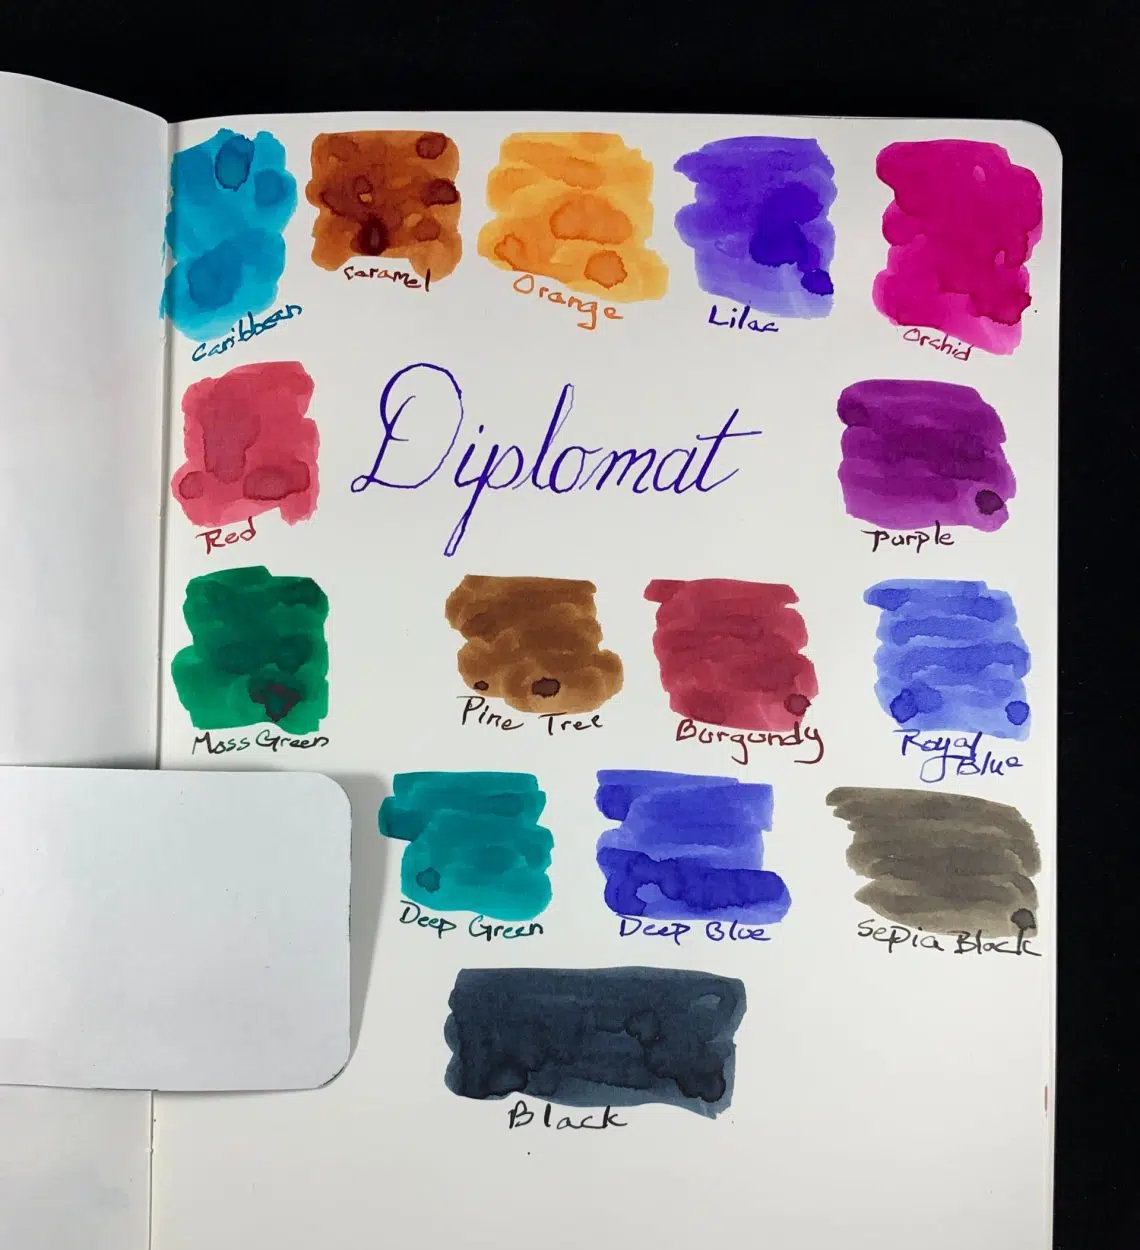 Caribbean
Caramel
Orange
Lilac
Orchid
Red
Diplomat
Purple
Moss Green
Pine Tree
Burgundy
Royal
Blue
Deep Green
Deep Blue
Sepia Black
Black